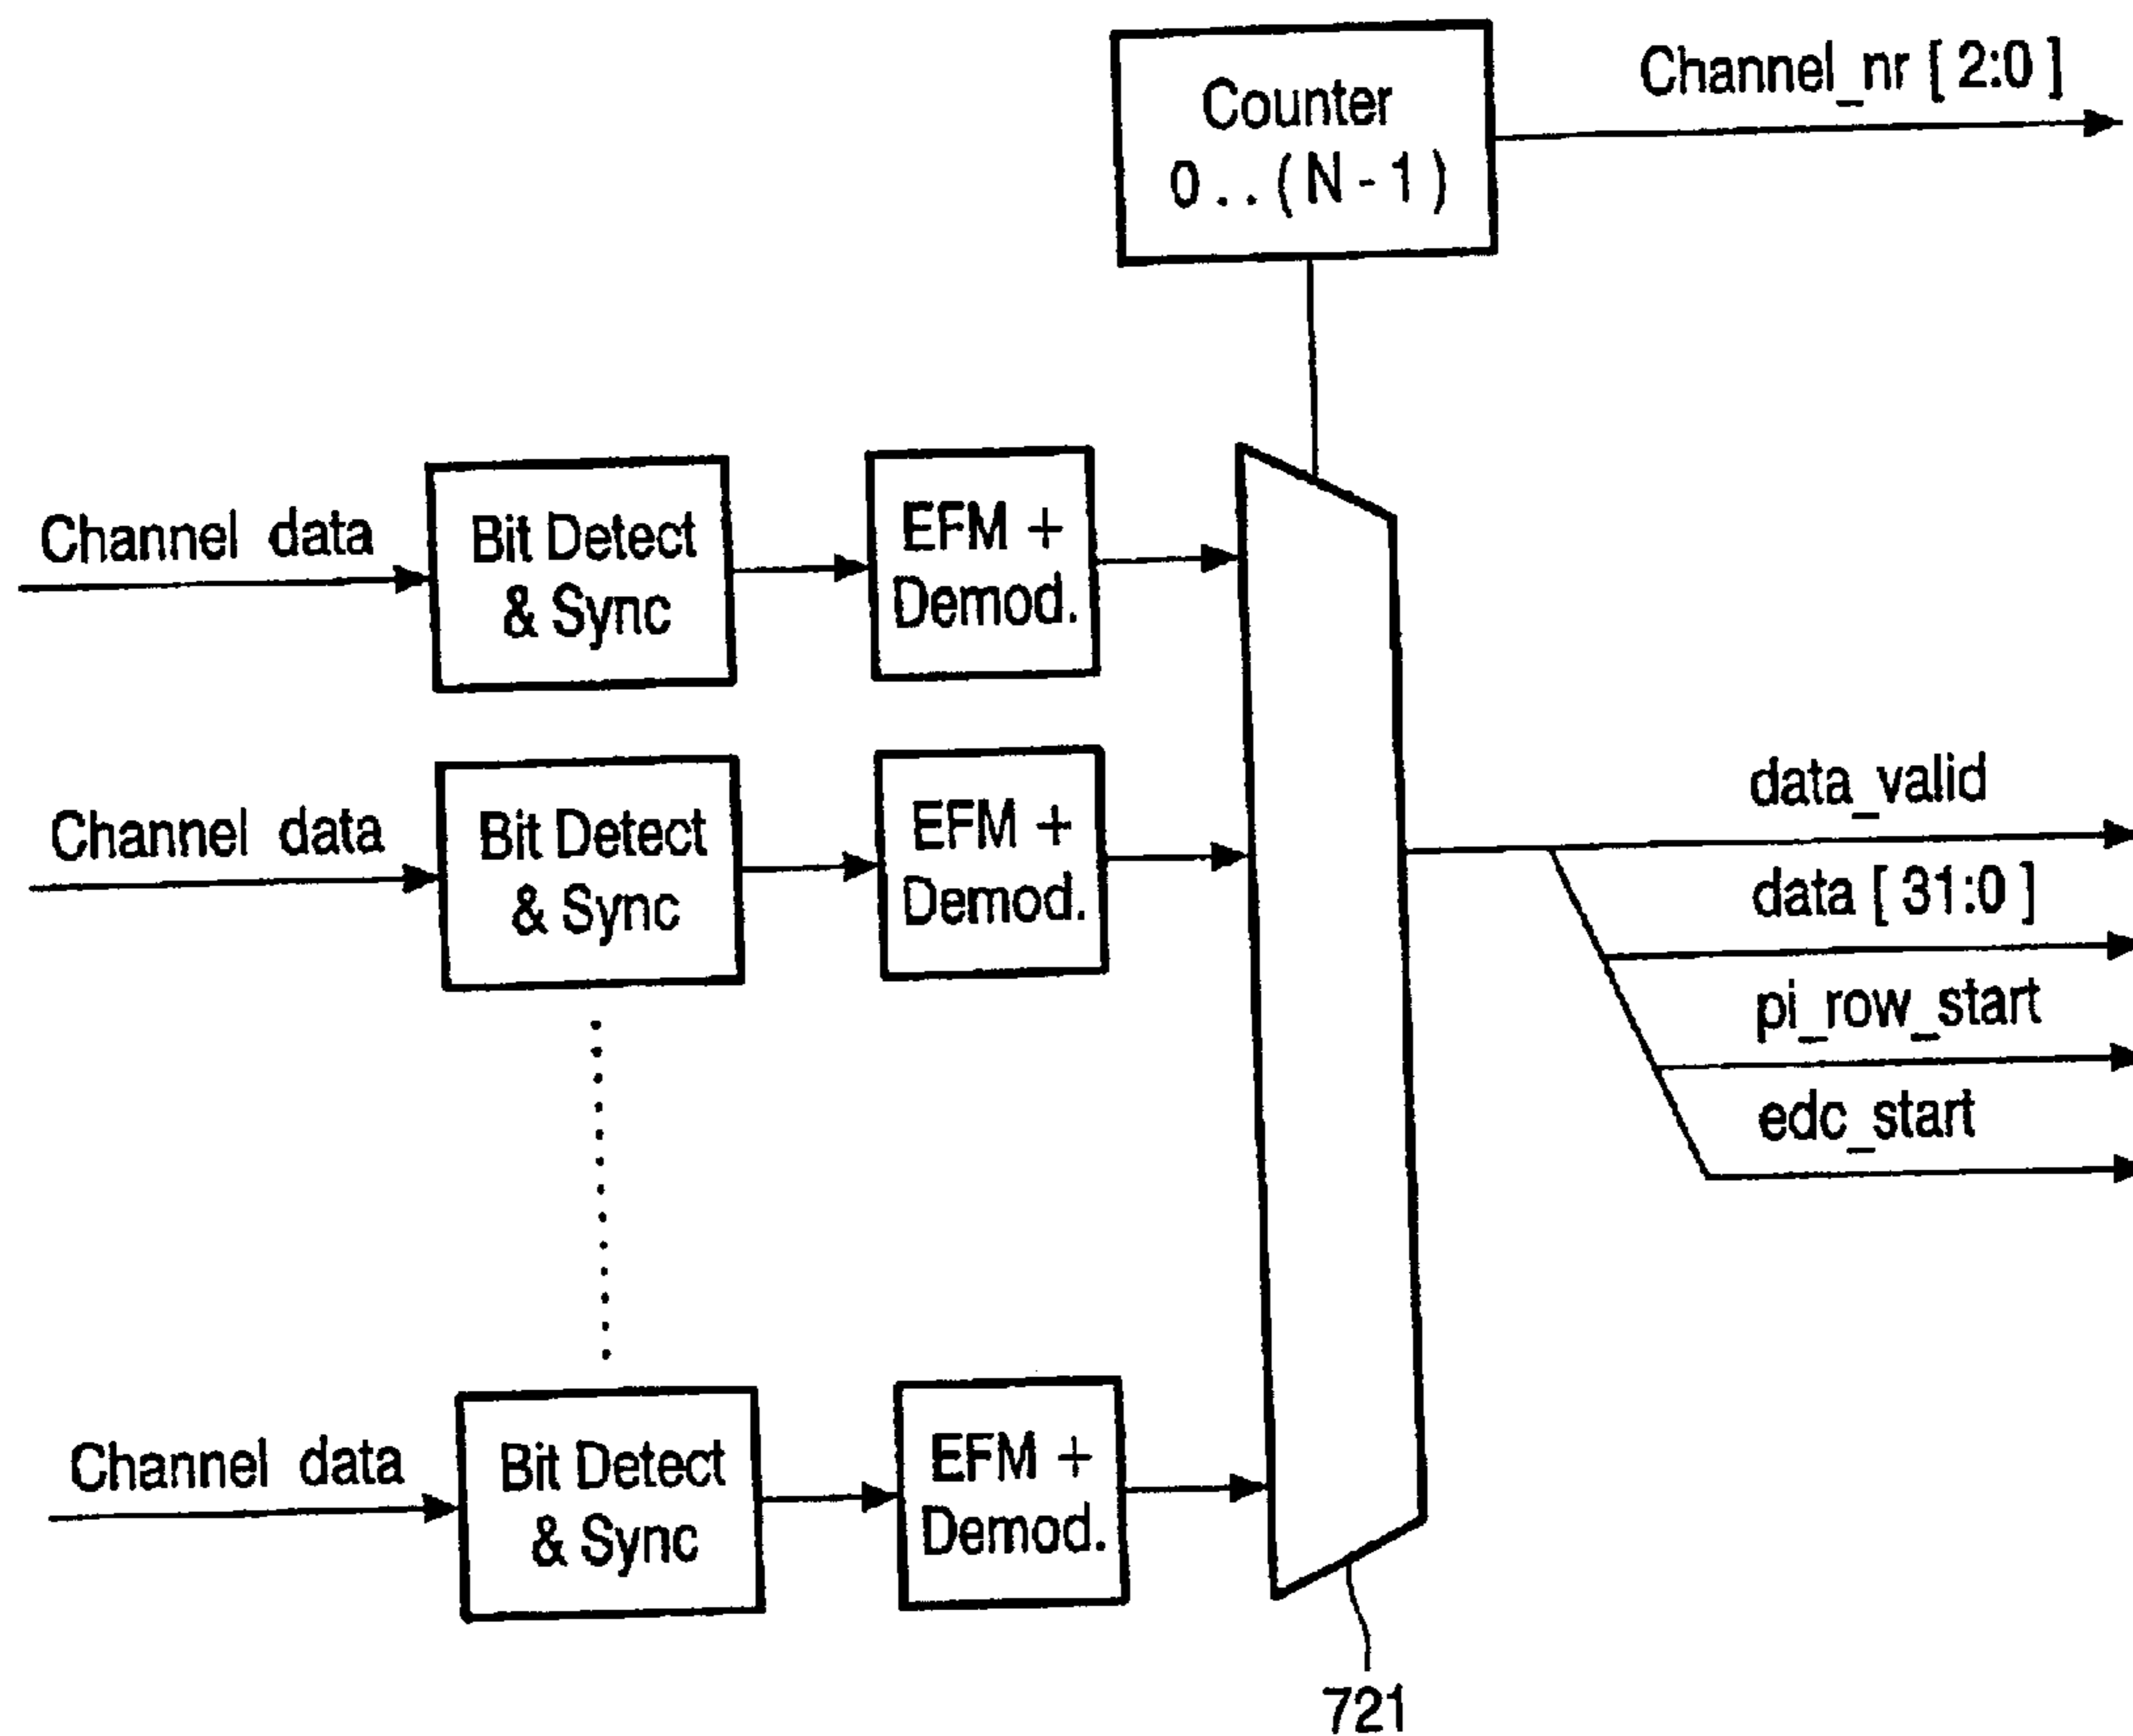 Counter
0..(N-1)
Channel_nr [ 2:0 ]
Channel data
Bit Detect
& Sync
EFM +
Demod.
Channel data
Bit Detect
& Sync
EFM +
Demod.
data_valid
data [ 31:0 ]
pi_row_start
edc_start
Channel data
Bit Detect
& Sync
EFM +
Demod.
721